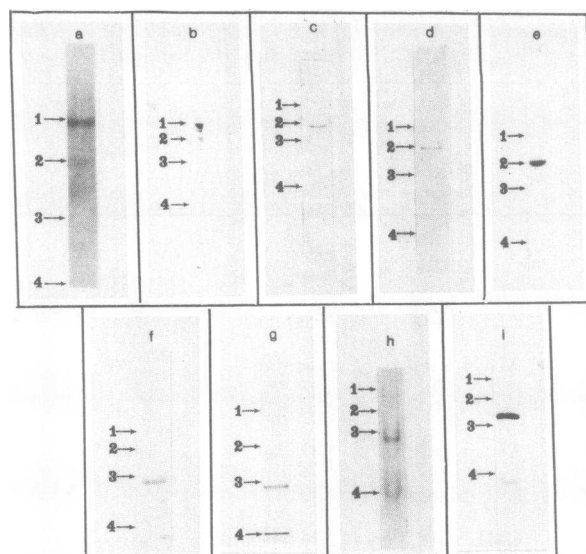 a b c d e
1→ 1→ 1→ 1→ 1→
2→ 2→ 2→ 2→ 2→
3→ 3→ 3→ 3→ 3→
4→ 4→ 4→ 4→ 4→
f g h i
1→ 1→ 1→ 1→
2→ 2→ 2→ 2→
3→ 3→ 3→ 3→
4→ 4→ 4→ 4→